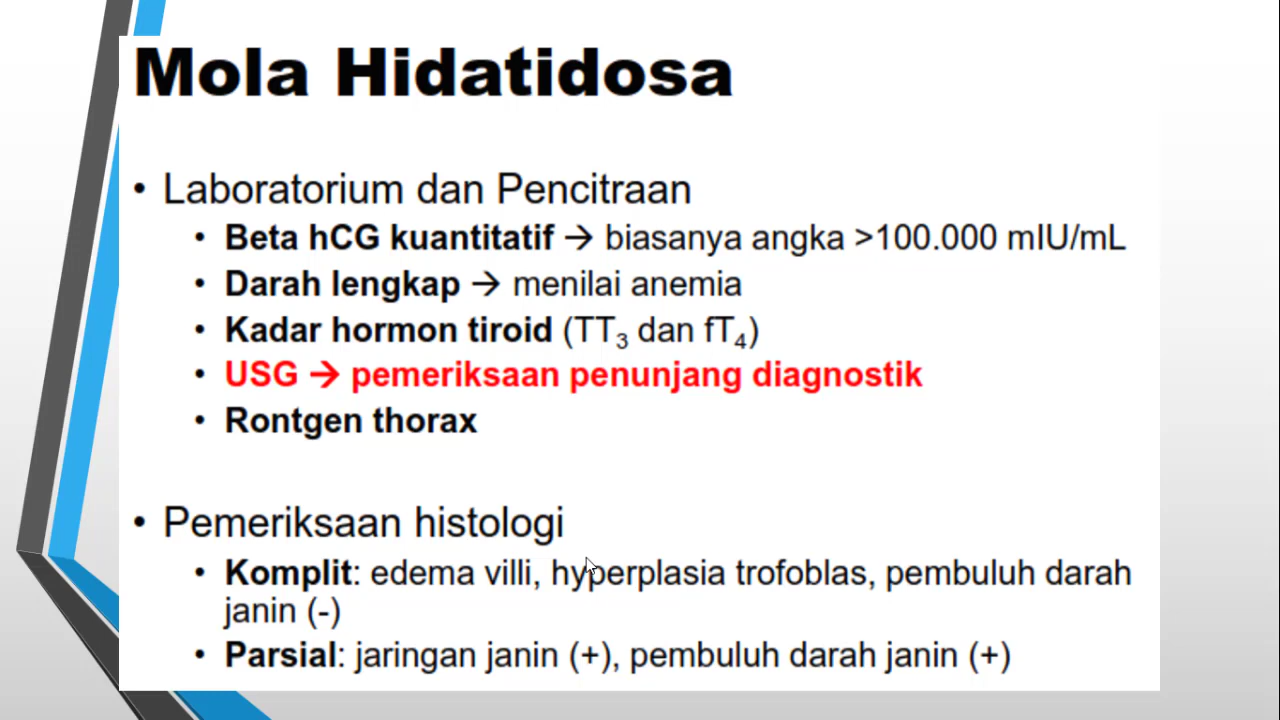 Mola Hidatidosa
• Laboratorium dan Pencitraan
• Beta hCG kuantitatif → biasanya angka >100.000 mIU/mL
• Darah lengkap → menilai anemia
• Kadar hormon tiroid (TT₃ dan fT₄)
• USG → pemeriksaan penunjang diagnostik
• Rontgen thorax
• Pemeriksaan histologi
• Komplit: edema villi, hyperplasia trofoblas, pembuluh darah
janin (-)
• Parsial: jaringan janin (+), pembuluh darah janin (+)